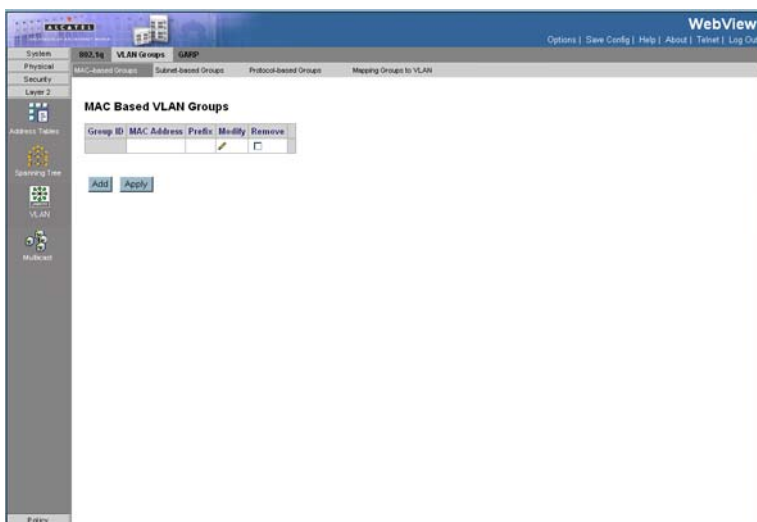 ALCATEL
WebView
Options | Save Config | Help | About | Telnet | Log Out
System
Physical
Security
Layer 2
Address Tables
Spanning Tree
VLAN
Multicast
Policy
802.1q VLAN Groups GARP
MAC-based Groups Subnet-based Groups Protocol-based Groups Mapping Groups to VLAN
MAC Based VLAN Groups
Group ID MAC Address Prefix Modify Remove
Add Apply